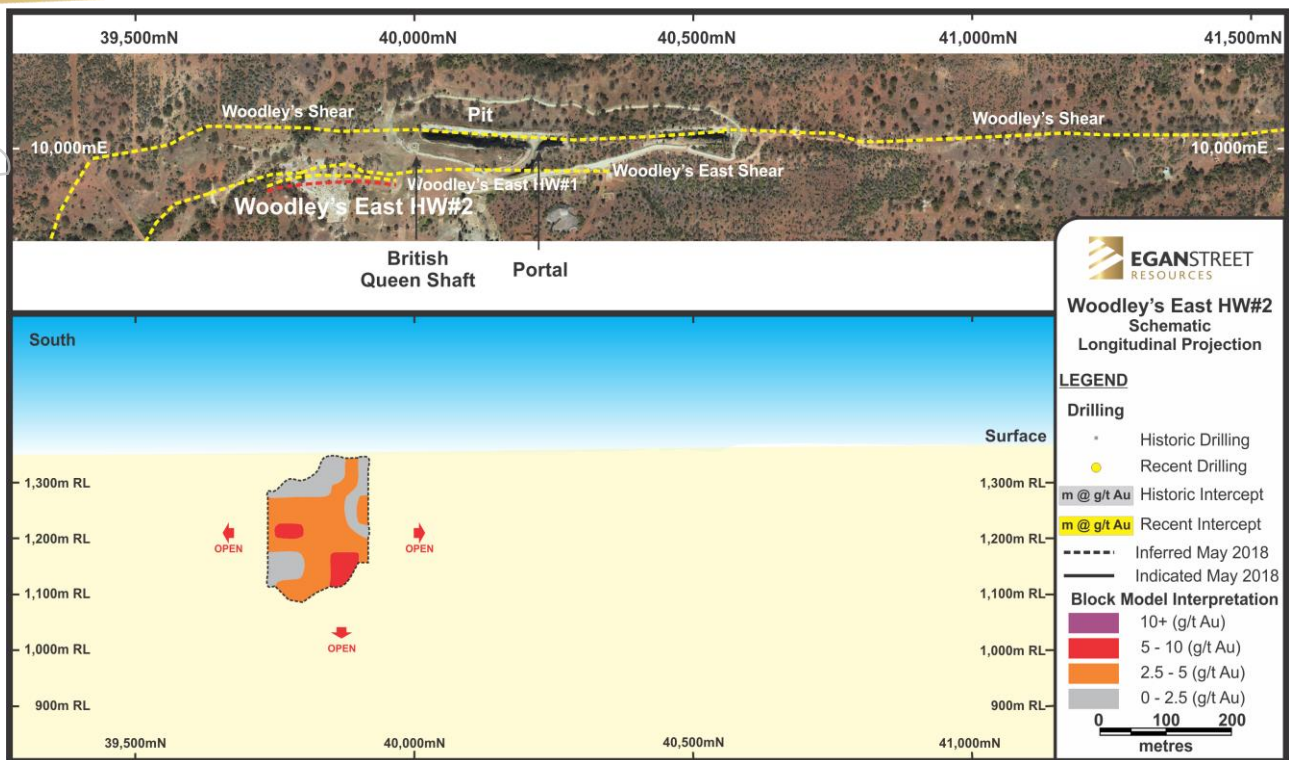 39,500mN 40,000mN 40,500mN 41,000mN 41,500mN
Woodley's Shear
Pit
Woodley's Shear
10,000mE
10,000mE
Woodley's East Shear
Woodley's East HW#1
Woodley's East HW#2
British
Queen Shaft
Portal
EGANSTREET
RESOURCES
Woodley's East HW#2
Schematic
Longitudinal Projection
LEGEND
Drilling
Historic Drilling
Recent Drilling
m @ g/t Au Historic Intercept
m @ g/t Au Recent Intercept
Inferred May 2018
Indicated May 2018
Block Model Interpretation
10+ (g/t Au)
5 - 10 (g/t Au)
2.5 - 5 (g/t Au)
0 - 2.5 (g/t Au)
0 100 200
metres
South
Surface
1,300m RL 1,300m RL
1,200m RL 1,200m RL
OPEN OPEN
1,100m RL 1,100m RL
1,000m RL 1,000m RL
OPEN
900m RL 900m RL
39,500mN 40,000mN 40,500mN 41,000mN